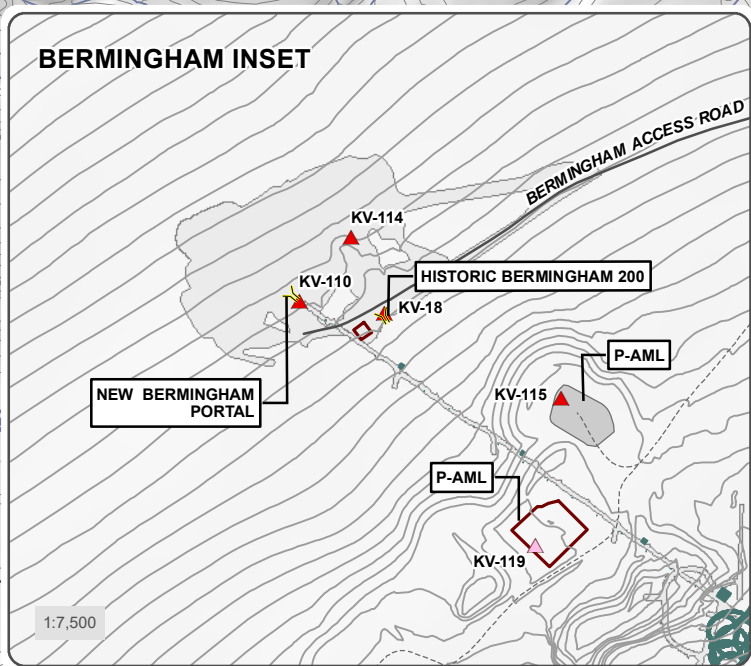 BERMINGHAM INSET
BERMINGHAM ACCESS ROAD
KV-114
HISTORIC BERMINGHAM 200
KV-110
KV-18
P-AML
NEW BERMINGHAM
PORTAL
KV-115
P-AML
KV-119
1:7,500